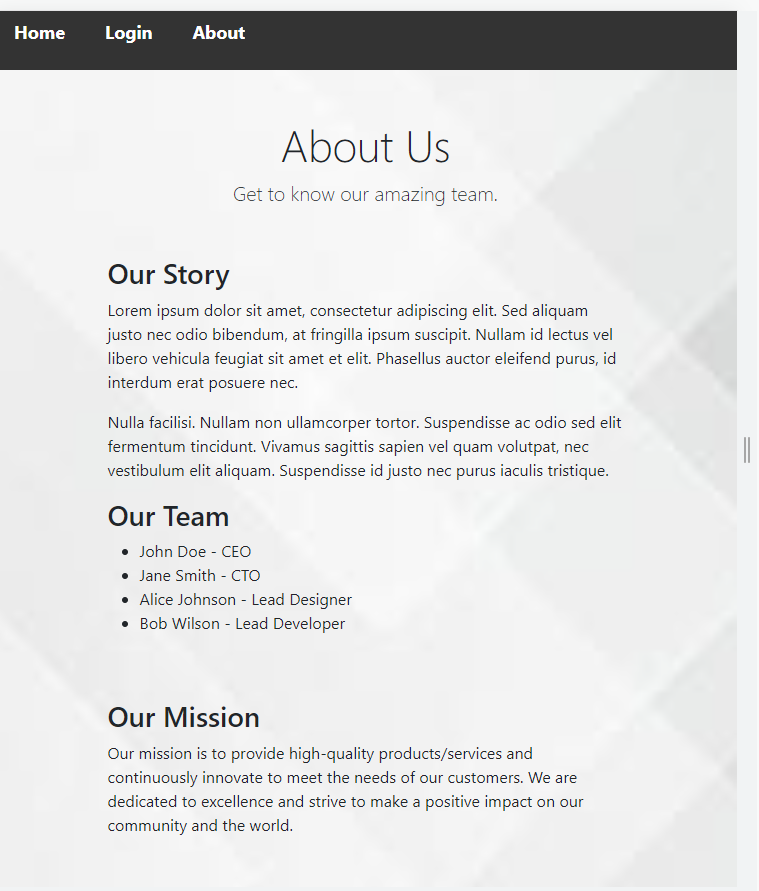 Home Login About
About Us
Get to know our amazing team.
Our Story
Lorem ipsum dolor sit amet, consectetur adipiscing elit. Sed aliquam
justo nec odio bibendum, at fringilla ipsum suscipit. Nullam id lectus vel
libero vehicula feugiat sit amet et elit. Phasellus auctor eleifend purus, id
interdum erat posuere nec.
Nulla facilisi. Nullam non ullamcorper tortor. Suspendisse ac odio sed elit
fermentum tincidunt. Vivamus sagittis sapien vel quam volutpat, nec
vestibulum elit aliquam. Suspendisse id justo nec purus iaculis tristique.
Our Team
• John Doe - CEO
• Jane Smith - CTO
• Alice Johnson - Lead Designer
• Bob Wilson - Lead Developer
Our Mission
Our mission is to provide high-quality products/services and
continuously innovate to meet the needs of our customers. We are
dedicated to excellence and strive to make a positive impact on our
community and the world.